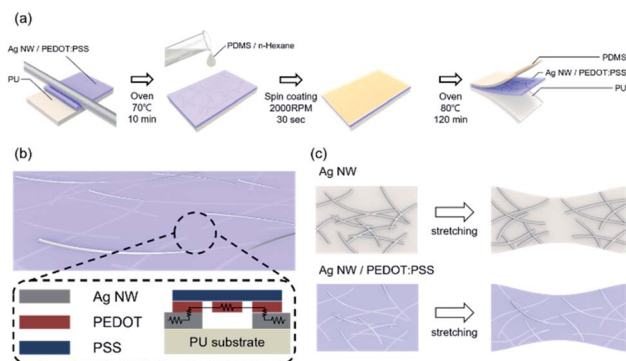 (a)
Ag NW / PEDOT:PSS
PU
Oven
70℃
10 min
PDMS / n-Hexane
Spin coating
2000RPM
30 sec
Oven
80℃
120 min
PDMS
Ag NW / PEDOT:PSS
PU
(b)
Ag NW
PEDOT
PSS
PU substrate
(c)
Ag NW
stretching
Ag NW / PEDOT:PSS
stretching